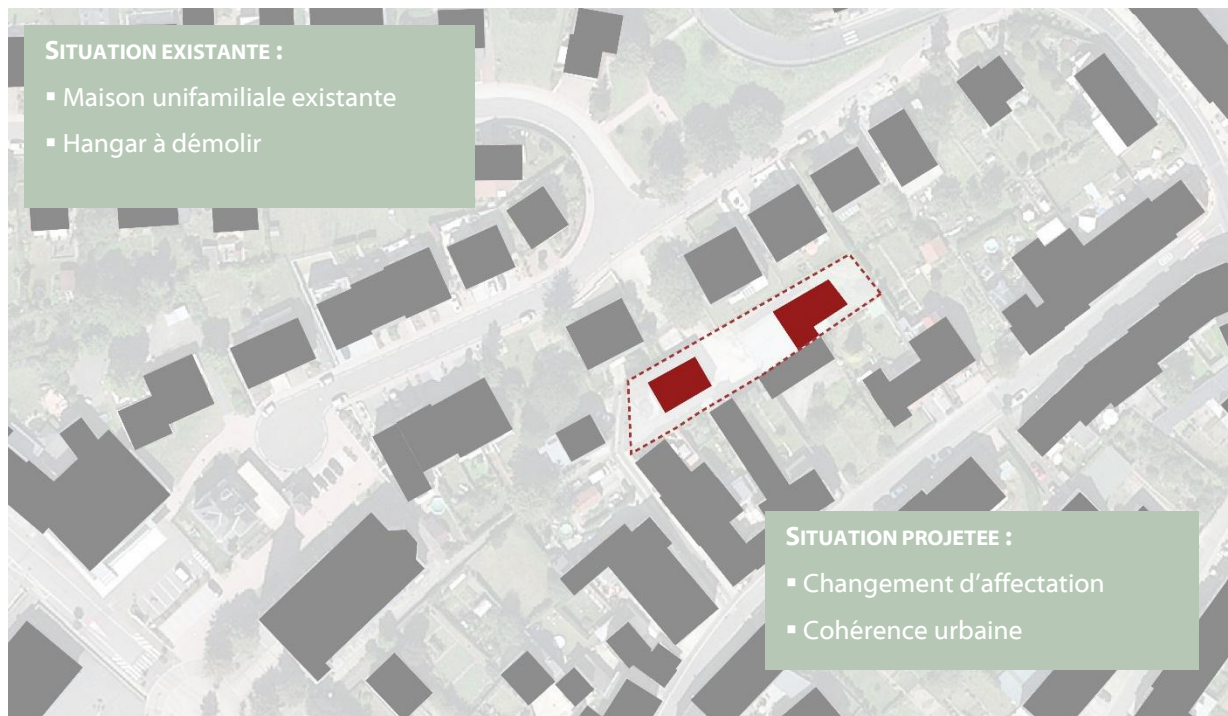 SITUATION EXISTANTE :
▪ Maison unifamiliale existante
▪ Hangar à démolir
SITUATION PROJETEE :
▪ Changement d'affectation
▪ Cohérence urbaine